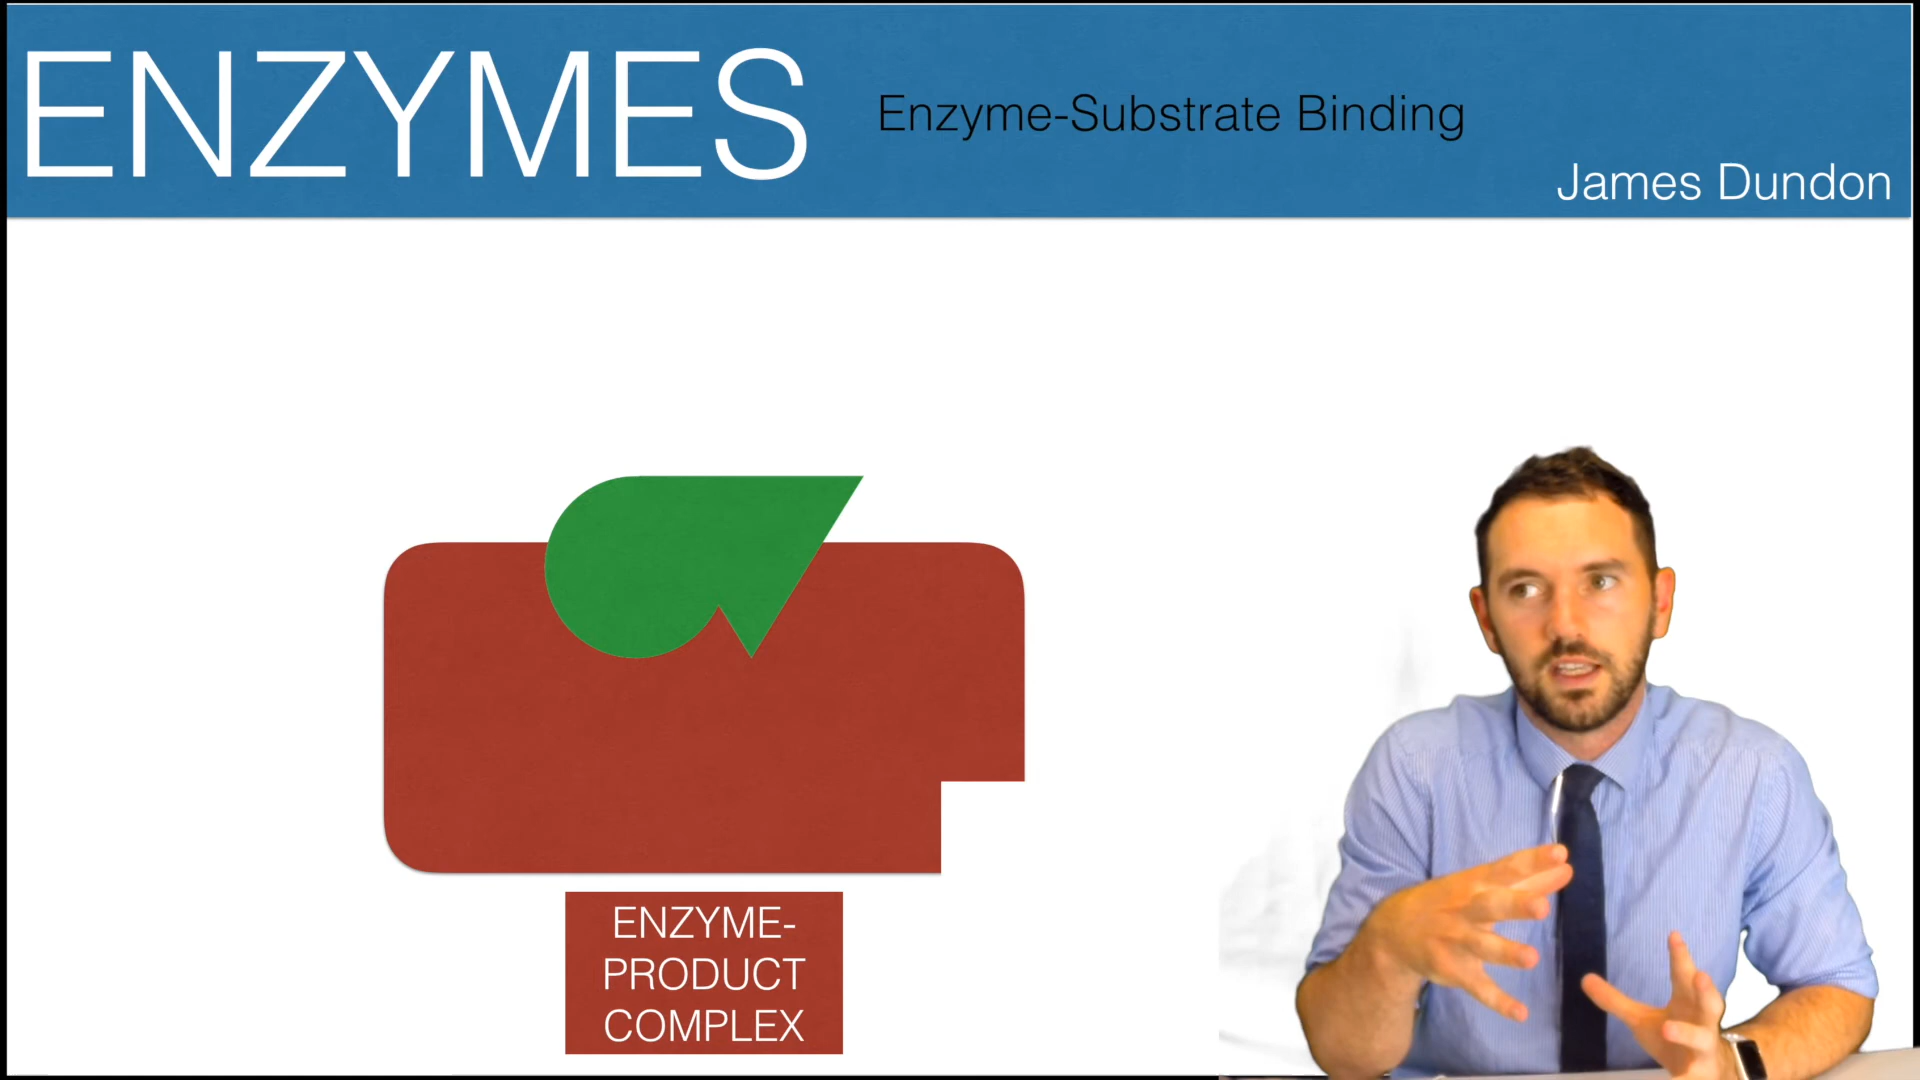 ENZYMES
Enzyme-Substrate Binding
James Dundon
ENZYME-
PRODUCT
COMPLEX